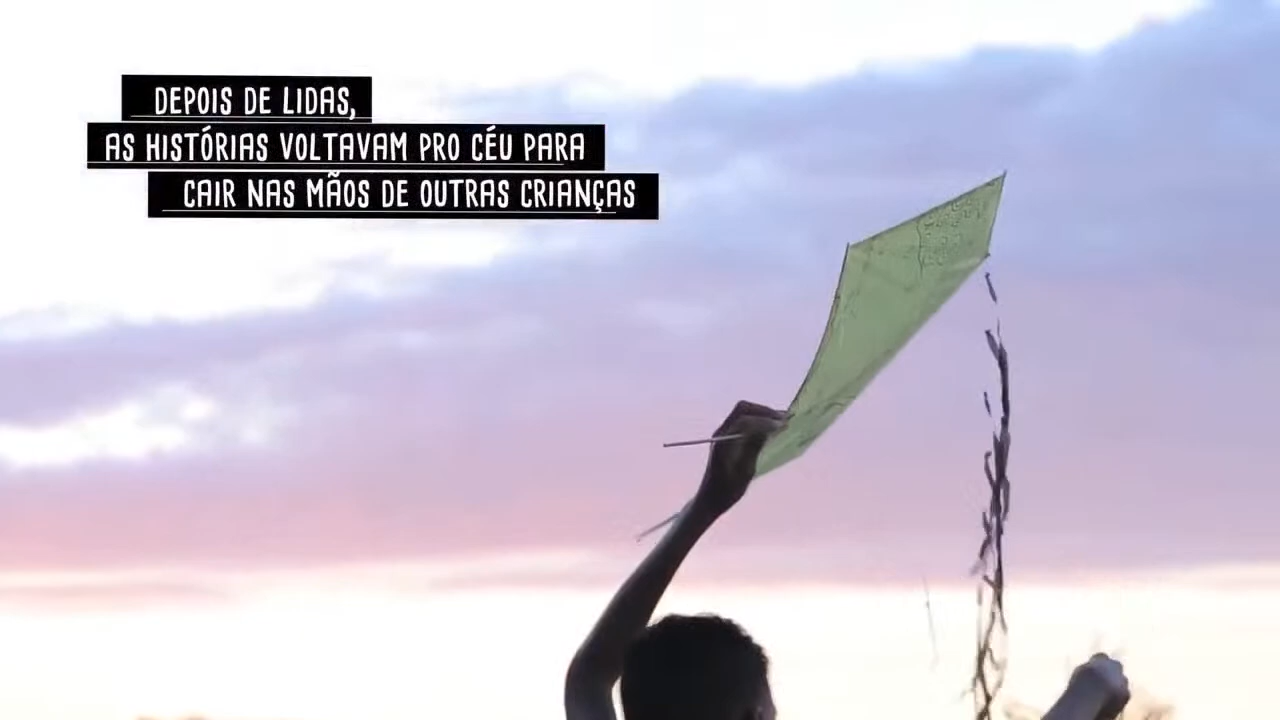 DEPOIS DE LIDAS,
AS HISTÓRIAS VOLTAVAM PRO CÉU PARA
CAIR NAS MÃOS DE OUTRAS CRIANÇAS